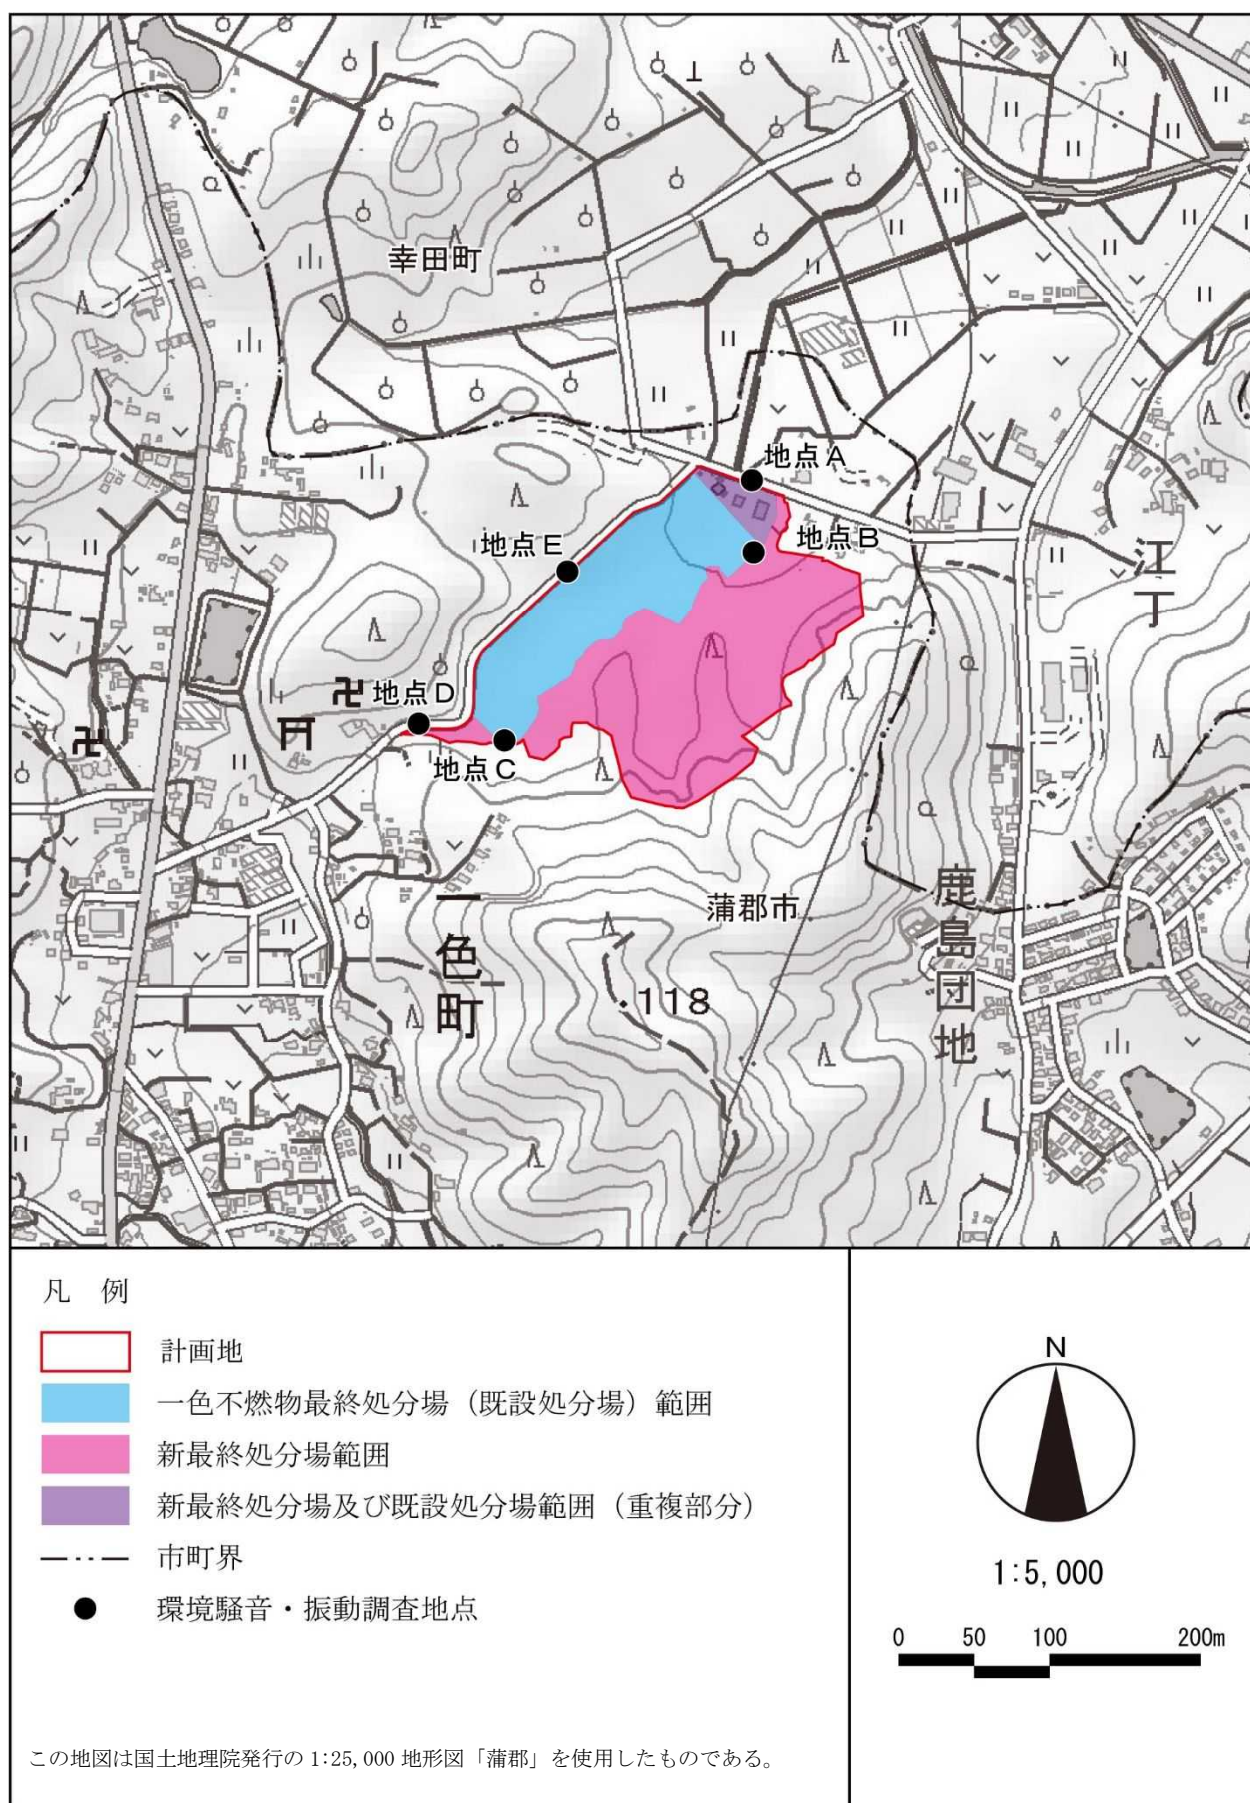 幸田町
地点A
地点B
地点E
江丁
地点D
地点C
鹿島団地
蒲郡市
一色町
118
凡 例
計画地
一色不燃物最終処分場（既設処分場）範囲
新最終処分場範囲
新最終処分場及び既設処分場範囲（重複部分）
市町界
環境騒音・振動調査地点
この地図は国土地理院発行の 1:25,000 地形図「蒲郡」を使用したものである。
N
1:5,000
0 50 100 200m